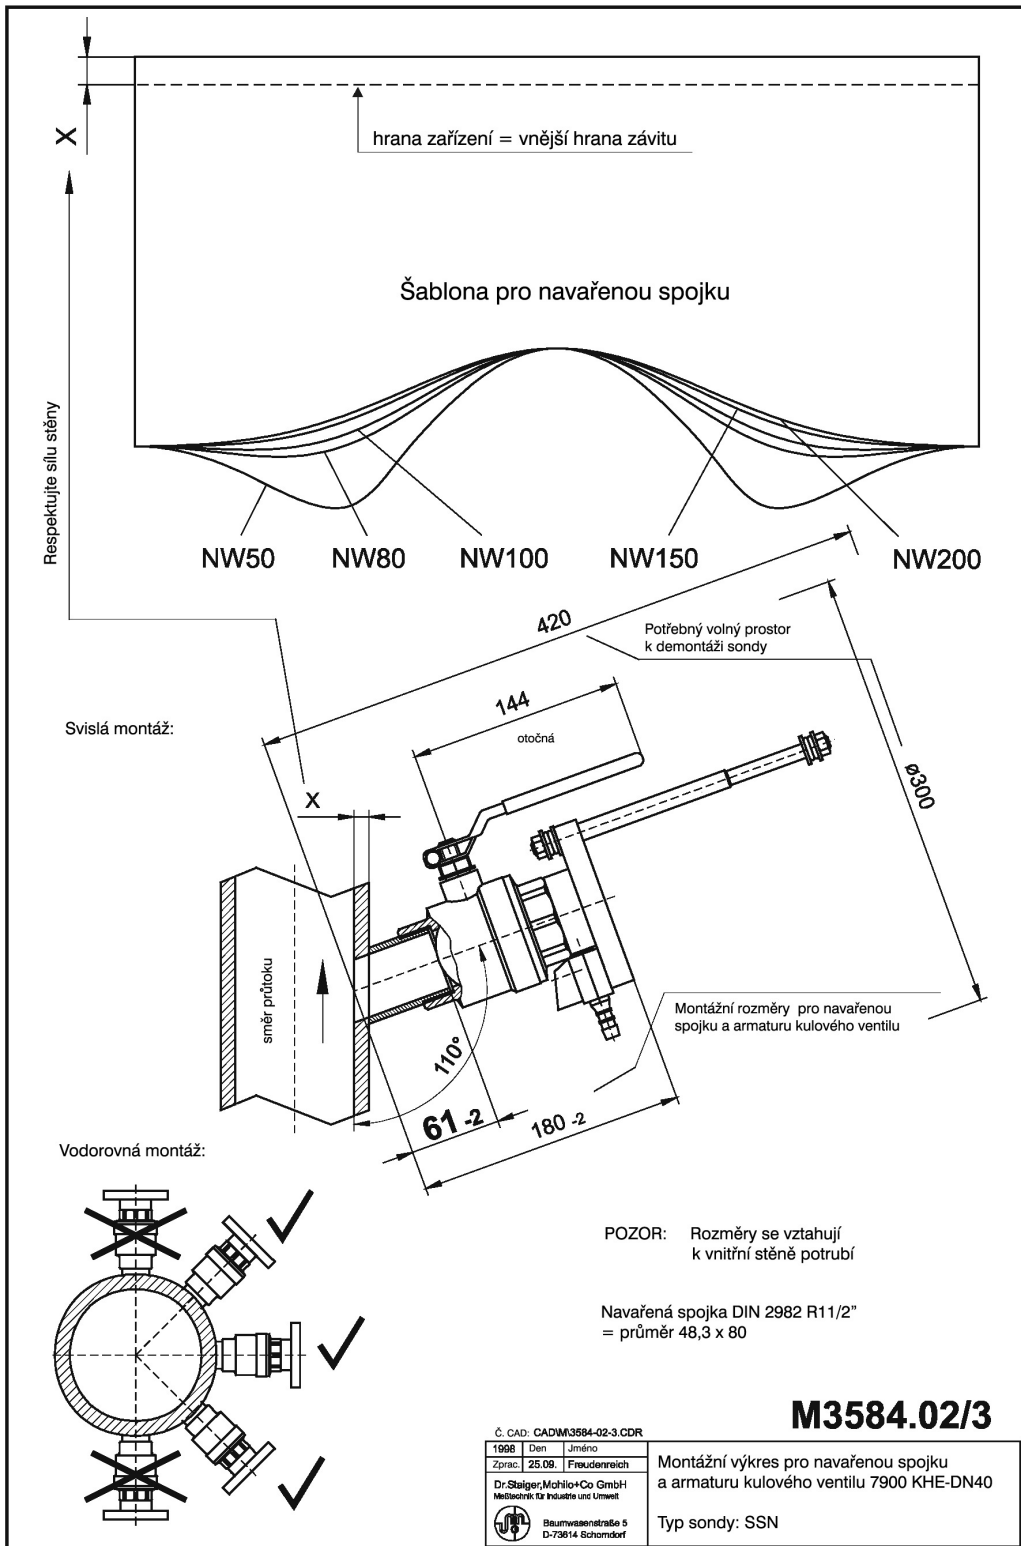 X
hrana zařízení = vnější hrana závitu
Šablona pro navařenou spojku
Respektujte sílu stěny
NW50
NW80
NW100
NW150
NW200
420
Potřebný volný prostor
k demontáži sondy
144
otočná
ø300
Svislá montáž:
X
směr průtoku
110°
61 -2
180 -2
Montážní rozměry pro navařenou
spojku a armaturu kulového ventilu
Vodorovná montáž:
POZOR: Rozměry se vztahují
k vnitřní stěně potrubí
Navařená spojka DIN 2982 R11/2”
= průměr 48,3 x 80
M3584.02/3
Č. CAD: CAD\M\3584-02-3.CDR
1998 Den Jméno
Zprac. 25.09. Freudenreich
Dr.Staiger,Mohilo+Co GmbH
Meßtechnik für Industrie und Umwelt
Baumwasenstraße 5
D-73614 Schorndorf
Montážní výkres pro navařenou spojku
a armaturu kulového ventilu 7900 KHE-DN40
Typ sondy: SSN